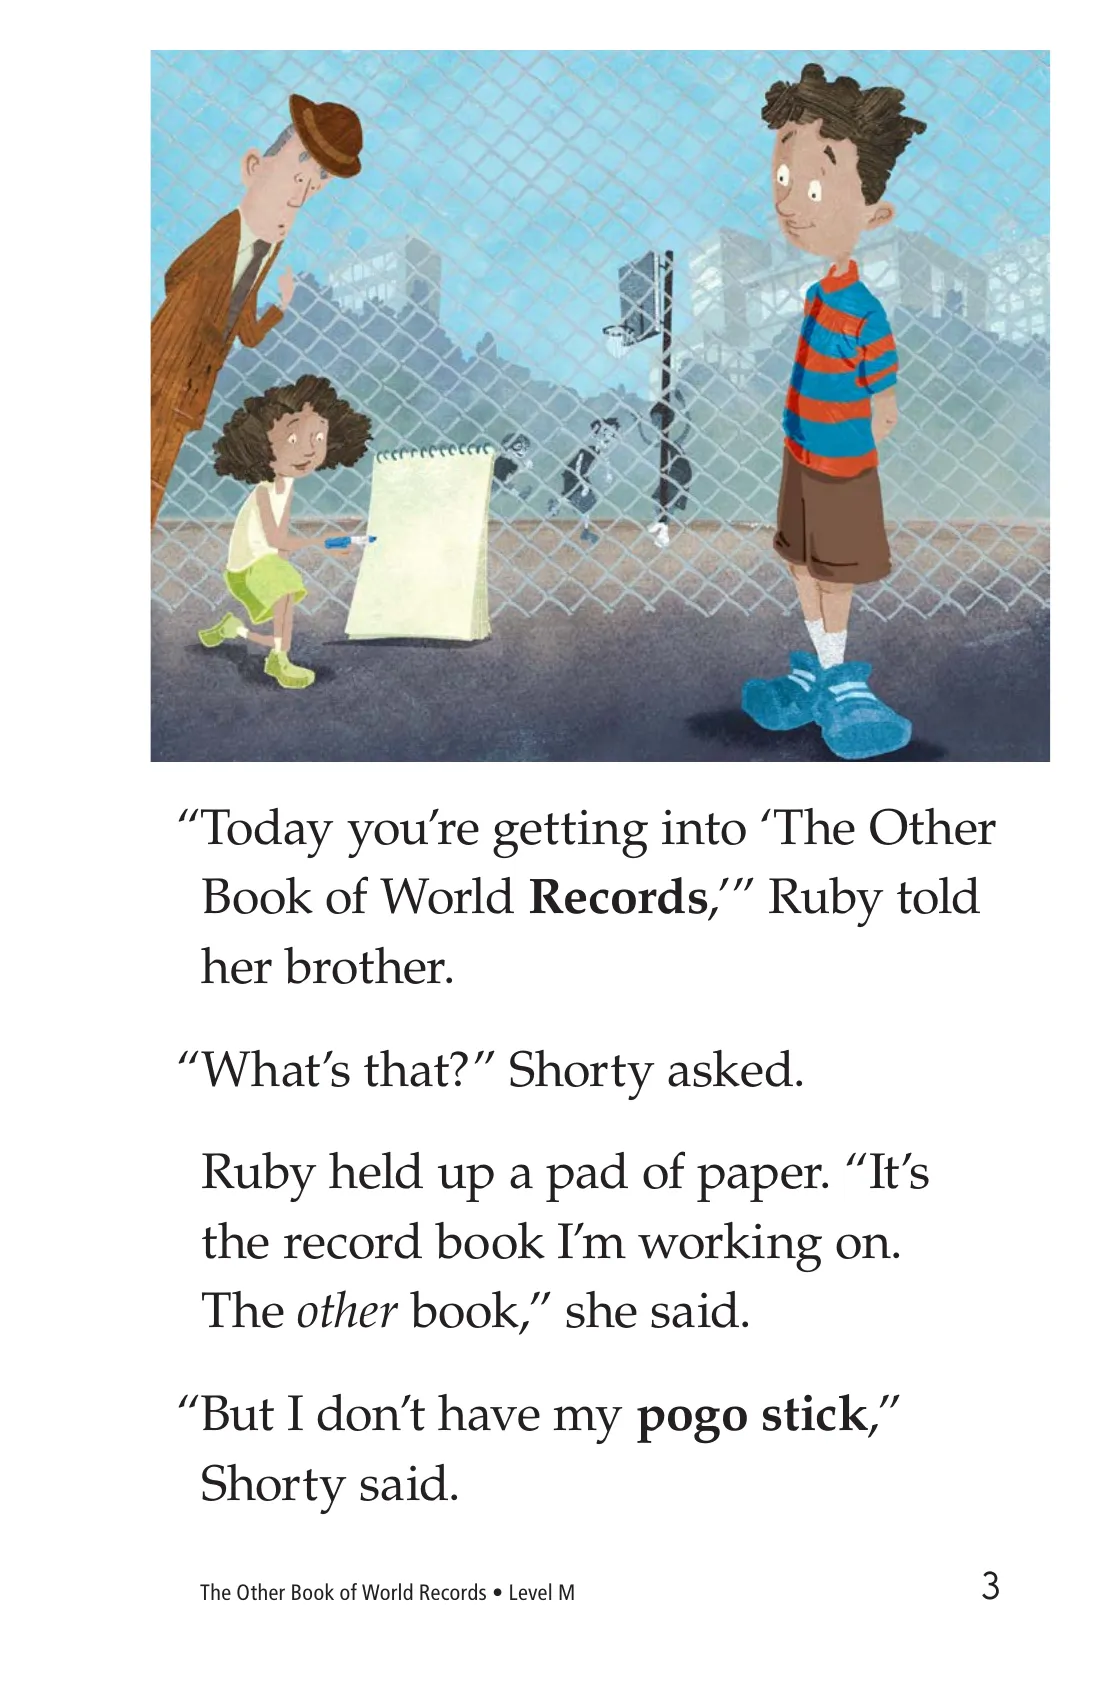 “Today you’re getting into ‘The Other
Book of World Records,’” Ruby told
her brother.
“What’s that?” Shorty asked.
Ruby held up a pad of paper. “It’s
the record book I’m working on.
The other book,” she said.
“But I don’t have my pogo stick,”
Shorty said.
The Other Book of World Records • Level M
3